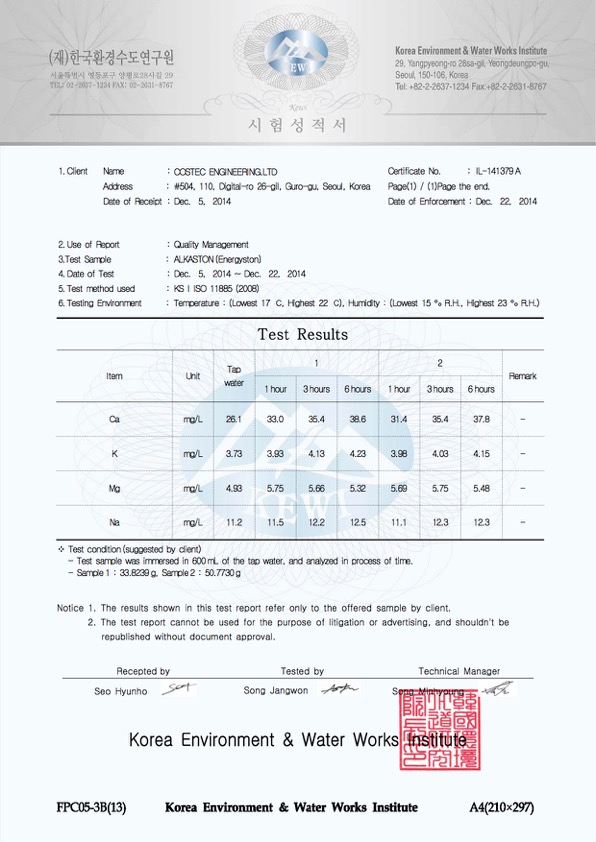 (재)한국환경수도연구원
서울특별시 영등포구 양평로28사길 29
TEL: 02-2637-1234 FAX: 02-2631-8767
KEWI
Korea Environment & Water Works Institute
29, Yangpyeong-ro 28sa-gil, Yeongdeungpo-gu,
Seoul, 150-106, Korea
Tel: +82-2-2637-1234 Fax:+82-2-2631-8767
Kewi
시험성적서
1. Client Name : COSTEC ENGINEERING.LTD Certificate No. : IL-141379A
Address : #504, 110, Digital-ro 26-gil, Guro-gu, Seoul, Korea Page(1) / (1)Page the end.
Date of Receipt : Dec. 5, 2014 Date of Enforcement : Dec. 22, 2014
2. Use of Report : Quality Management
3.Test Sample : ALKASTON(Energyston)
4. Date of Test : Dec. 5, 2014 ~ Dec. 22, 2014
5. Test method used : KS I ISO 11885 (2008)
6. Testing Environment : Temperature : (Lowest 17 C, Highest 22 C), Humidity : (Lowest 15 % R.H., Highest 23 % R.H.)
Test Results
Item Unit Tap water 1 2 Remark
1 hour 3 hours 6 hours 1 hour 3 hours 6 hours
Ca mg/L 26.1 33.0 35.4 38.6 31.4 35.4 37.8 -
K mg/L 3.73 3.93 4.13 4.23 3.98 4.03 4.15 -
Mg mg/L 4.93 5.75 5.66 5.32 5.69 5.75 5.48 -
Na mg/L 11.2 11.5 12.2 12.5 11.1 12.3 12.3 -
KEWI
※ Test condition(suggested by client)
- Test sample was immersed in 600mL of the tap water, and analyzed in process of time.
- Sample 1 : 33.8239g, Sample 2 : 50.7730g
Notice 1. The results shown in this test report refer only to the offered sample by client.
2. The test report cannot be used for the purpose of litigation or advertising, and shouldn't be
republished without document approval.
Recepted by Tested by Technical Manager
Seo Hyunho Song Jangwon Song Minhyoung
Korea Environment & Water Works Institute
FPC05-3B(13) Korea Environment & Water Works Institute A4(210×297)